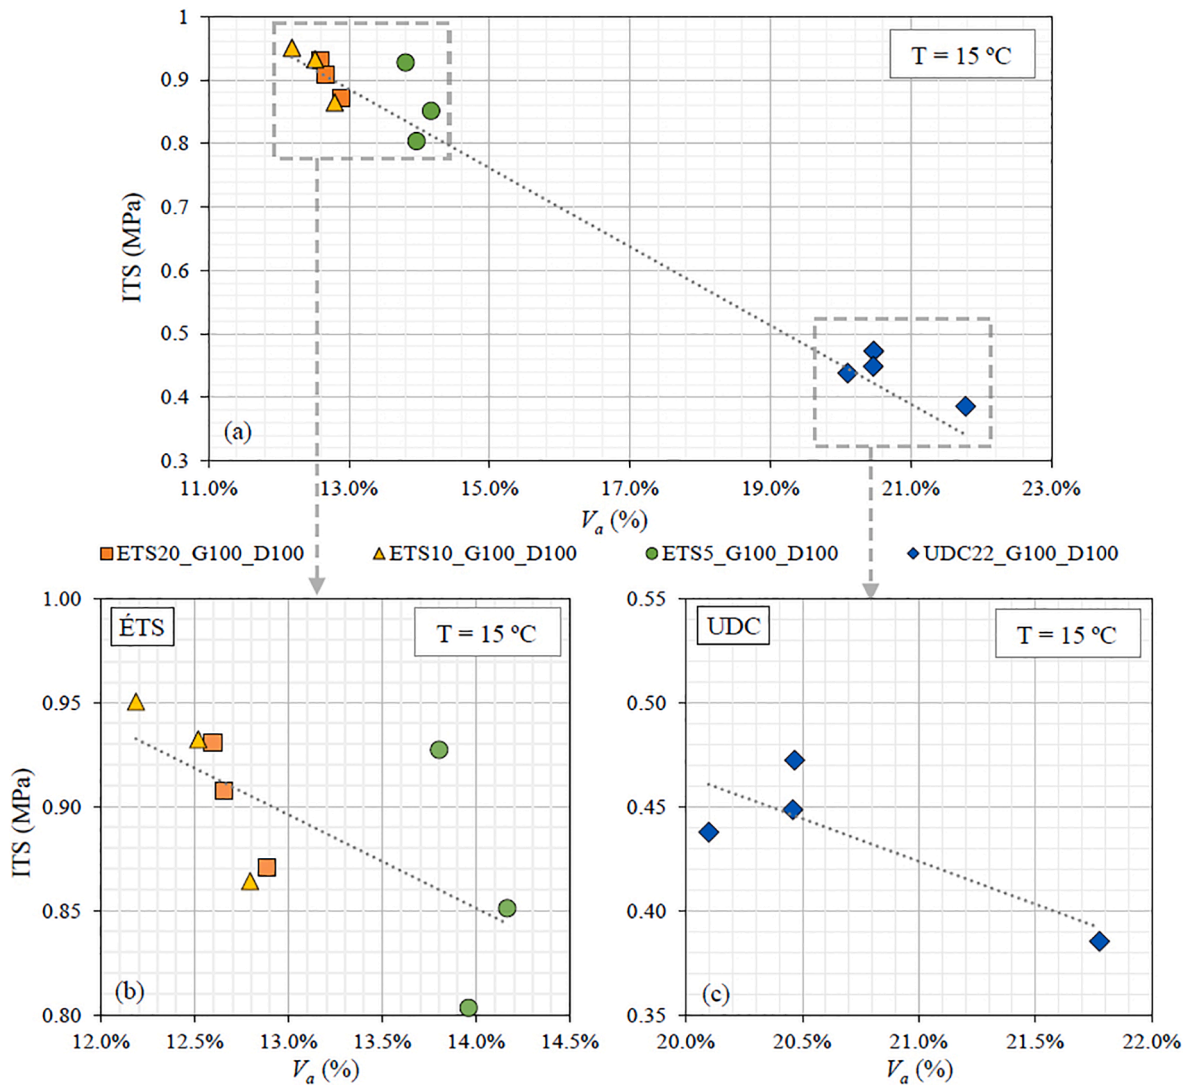 1
0.9
0.8
0.7
0.6
0.5
0.4
0.3
ITS (MPa)
T = 15 ºC
(a)
11.0% 13.0% 15.0% 17.0% 19.0% 21.0% 23.0%
Va (%)
ETS20_G100_D100 ETS10_G100_D100 ETS5_G100_D100 UDC22_G100_D100
1.00
0.95
0.90
0.85
0.80
ITS (MPa)
ÉTS
T = 15 ºC
(b)
12.0% 12.5% 13.0% 13.5% 14.0% 14.5%
Va (%)
0.55
0.50
0.45
0.40
0.35
UDC
T = 15 ºC
(c)
20.0% 20.5% 21.0% 21.5% 22.0%
Va (%)